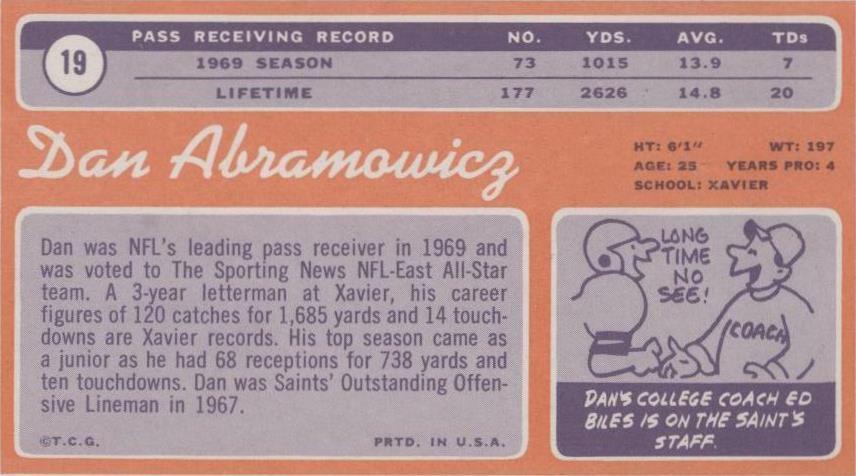 19
PASS RECEIVING RECORD NO. YDS. AVG. TDs
1969 SEASON 73 1015 13.9 7
LIFETIME 177 2626 14.8 20
Dan Abramowicz
HT: 6'1" WT: 197
AGE: 25 YEARS PRO: 4
SCHOOL: XAVIER
Dan was NFL's leading pass receiver in 1969 and
was voted to The Sporting News NFL-East All-Star
team. A 3-year letterman at Xavier, his career
figures of 120 catches for 1,685 yards and 14 touch-
downs are Xavier records. His top season came as
a junior as he had 68 receptions for 738 yards and
ten touchdowns. Dan was Saints' Outstanding Offen-
sive Lineman in 1967.
©T.C.G. PRTD. IN U.S.A.
LONG
TIME
NO
SEE!
COACH
DAN'S COLLEGE COACH ED
BILES IS ON THE SAINT'S
STAFF.